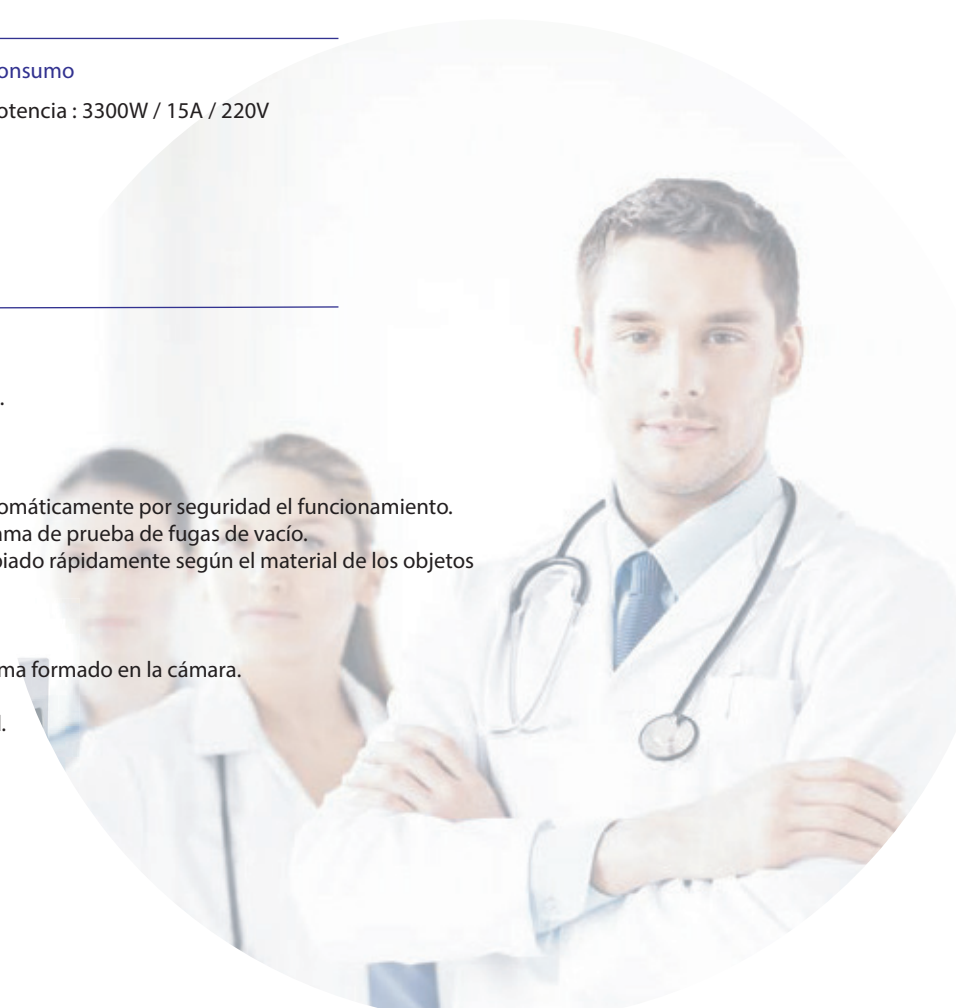 onsumo
otencia : 3300W / 15A / 220V
.
omáticamente por seguridad el funcionamiento.
ama de prueba de fugas de vacío.
biado rápidamente según el material de los objetos
ma formado en la cámara.
l.